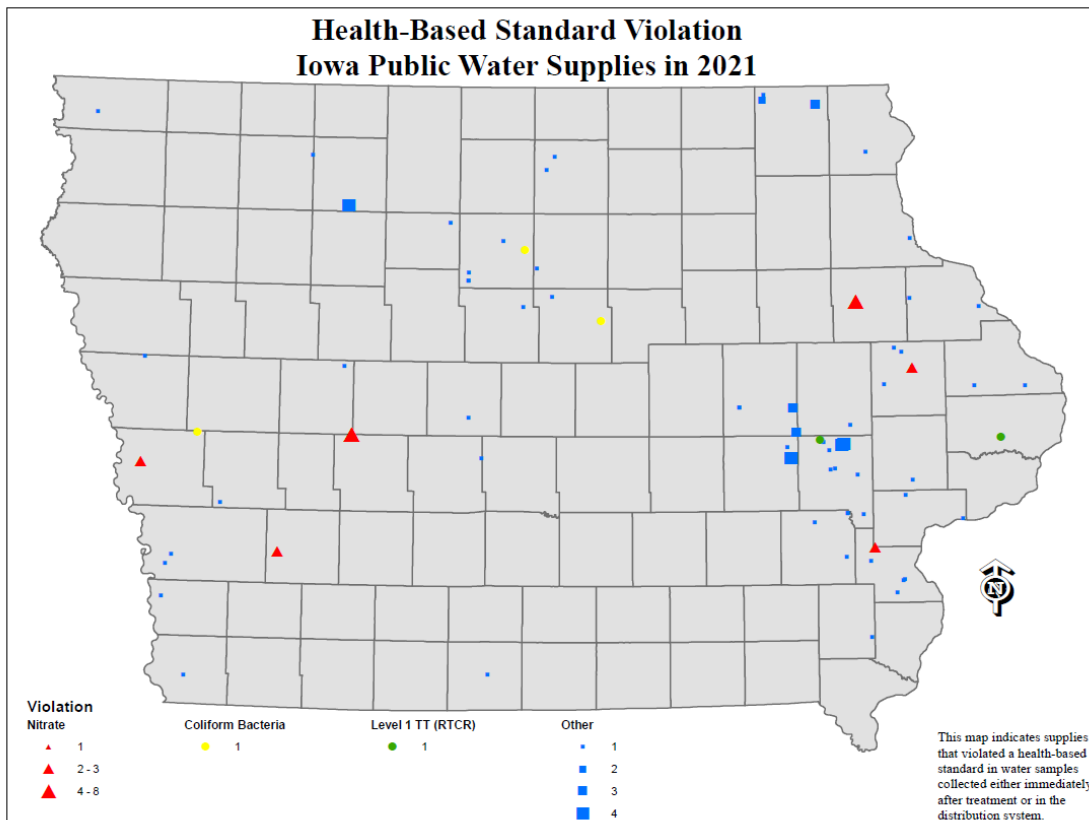 Health-Based Standard Violation
Iowa Public Water Supplies in 2021
N
Violation
Nitrate
1
2 - 3
4 - 8
Coliform Bacteria
1
Level 1 TT (RTCR)
1
Other
1
2
3
4
This map indicates supplies
that violated a health-based
standard in water samples
collected either immediately
after treatment or in the
distribution system.